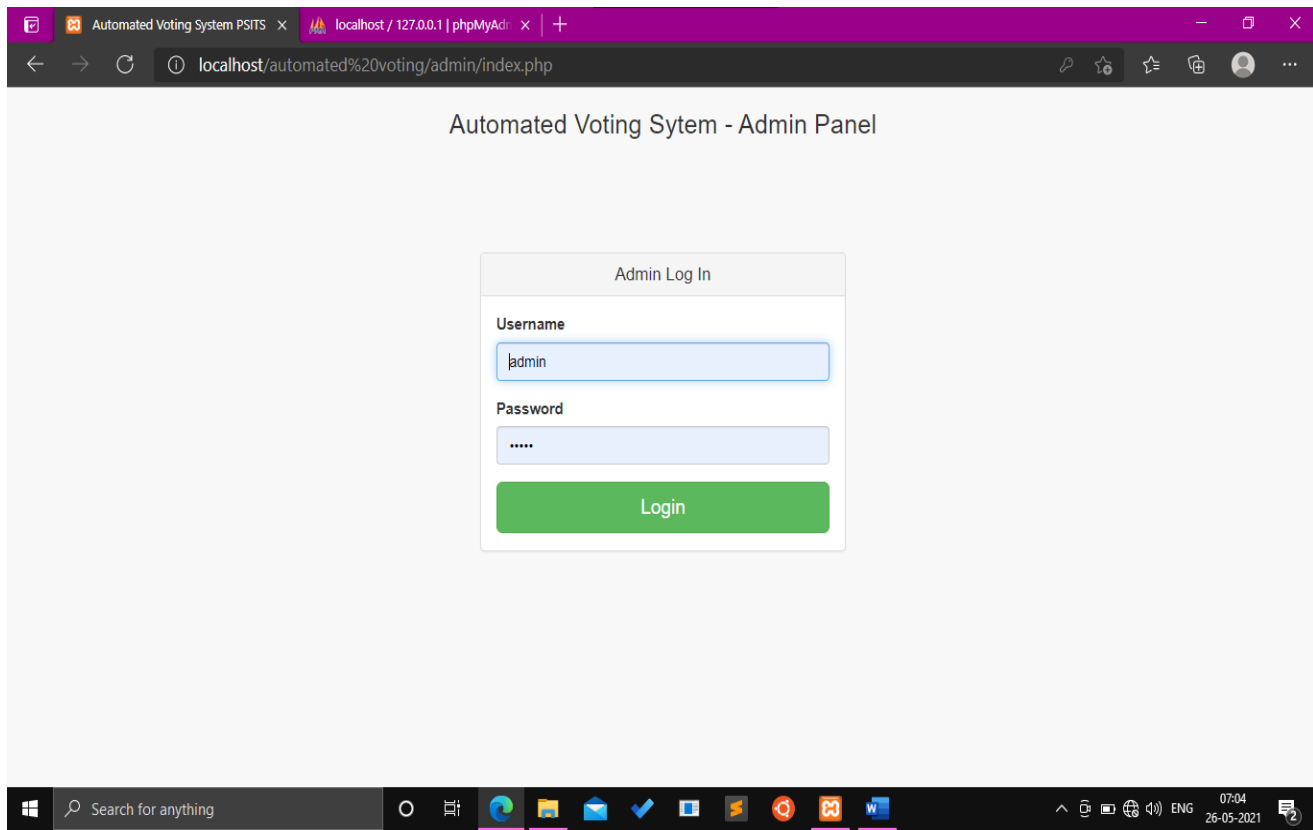 Automated Voting System PSITS
localhost / 127.0.0.1 | phpMyAdn
localhost/automated%20voting/admin/index.php
Automated Voting Sytem - Admin Panel
Admin Log In
Username
admin
Password
•••••
Login
Search for anything
ENG
07:04
26-05-2021
2